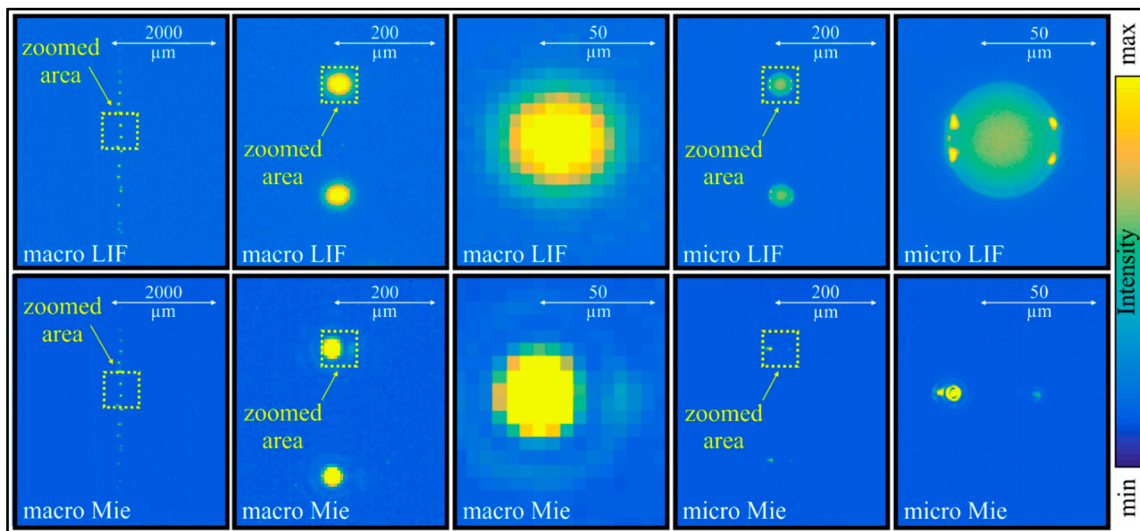 2000
µm
zoomed
area
macro LIF
200
µm
zoomed
area
macro LIF
50
µm
macro LIF
200
µm
zoomed
area
micro LIF
50
µm
micro LIF
2000
µm
zoomed
area
macro Mie
200
µm
zoomed
area
macro Mie
50
µm
macro Mie
200
µm
zoomed
area
micro Mie
50
µm
micro Mie
max
Intensity
min